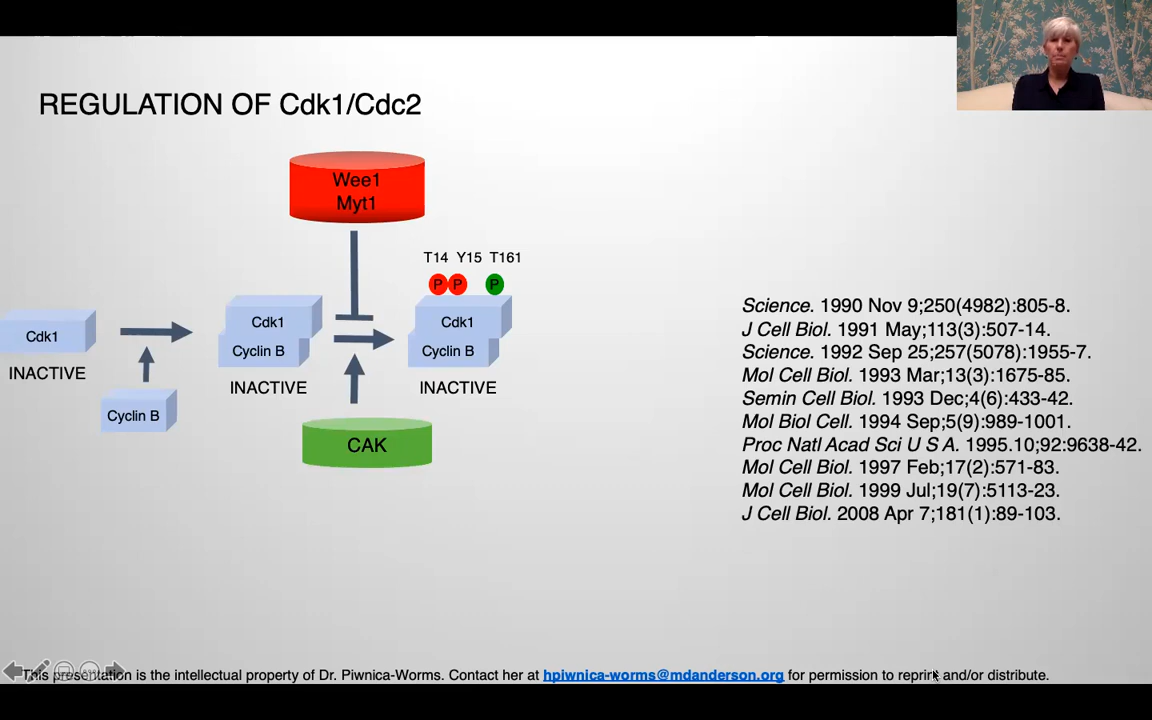 REGULATION OF Cdk1/Cdc2
Wee1
Myt1
T14 Y15 T161
P P P
Cdk1
Cdk1
Cdk1
Cyclin B
Cyclin B
INACTIVE
INACTIVE
INACTIVE
Cyclin B
CAK
Science. 1990 Nov 9;250(4982):805-8.
J Cell Biol. 1991 May;113(3):507-14.
Science. 1992 Sep 25;257(5078):1955-7.
Mol Cell Biol. 1993 Mar;13(3):1675-85.
Semin Cell Biol. 1993 Dec;4(6):433-42.
Mol Biol Cell. 1994 Sep;5(9):989-1001.
Proc Natl Acad Sci U S A. 1995.10;92:9638-42.
Mol Cell Biol. 1997 Feb;17(2):571-83.
Mol Cell Biol. 1999 Jul;19(7):5113-23.
J Cell Biol. 2008 Apr 7;181(1):89-103.
This presentation is the intellectual property of Dr. Piwnica-Worms. Contact her at hpiwnica-worms@mdanderson.org for permission to reprint and/or distribute.